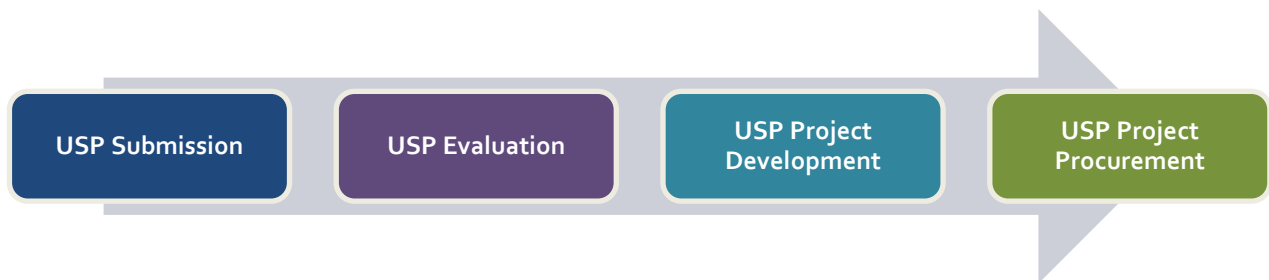 USP Submission
USP Evaluation
USP Project
Development
USP Project
Procurement